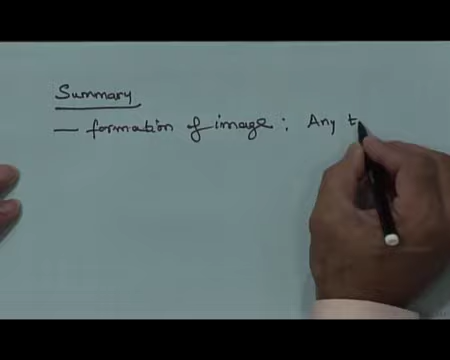 Summary
— formation of image : Any t